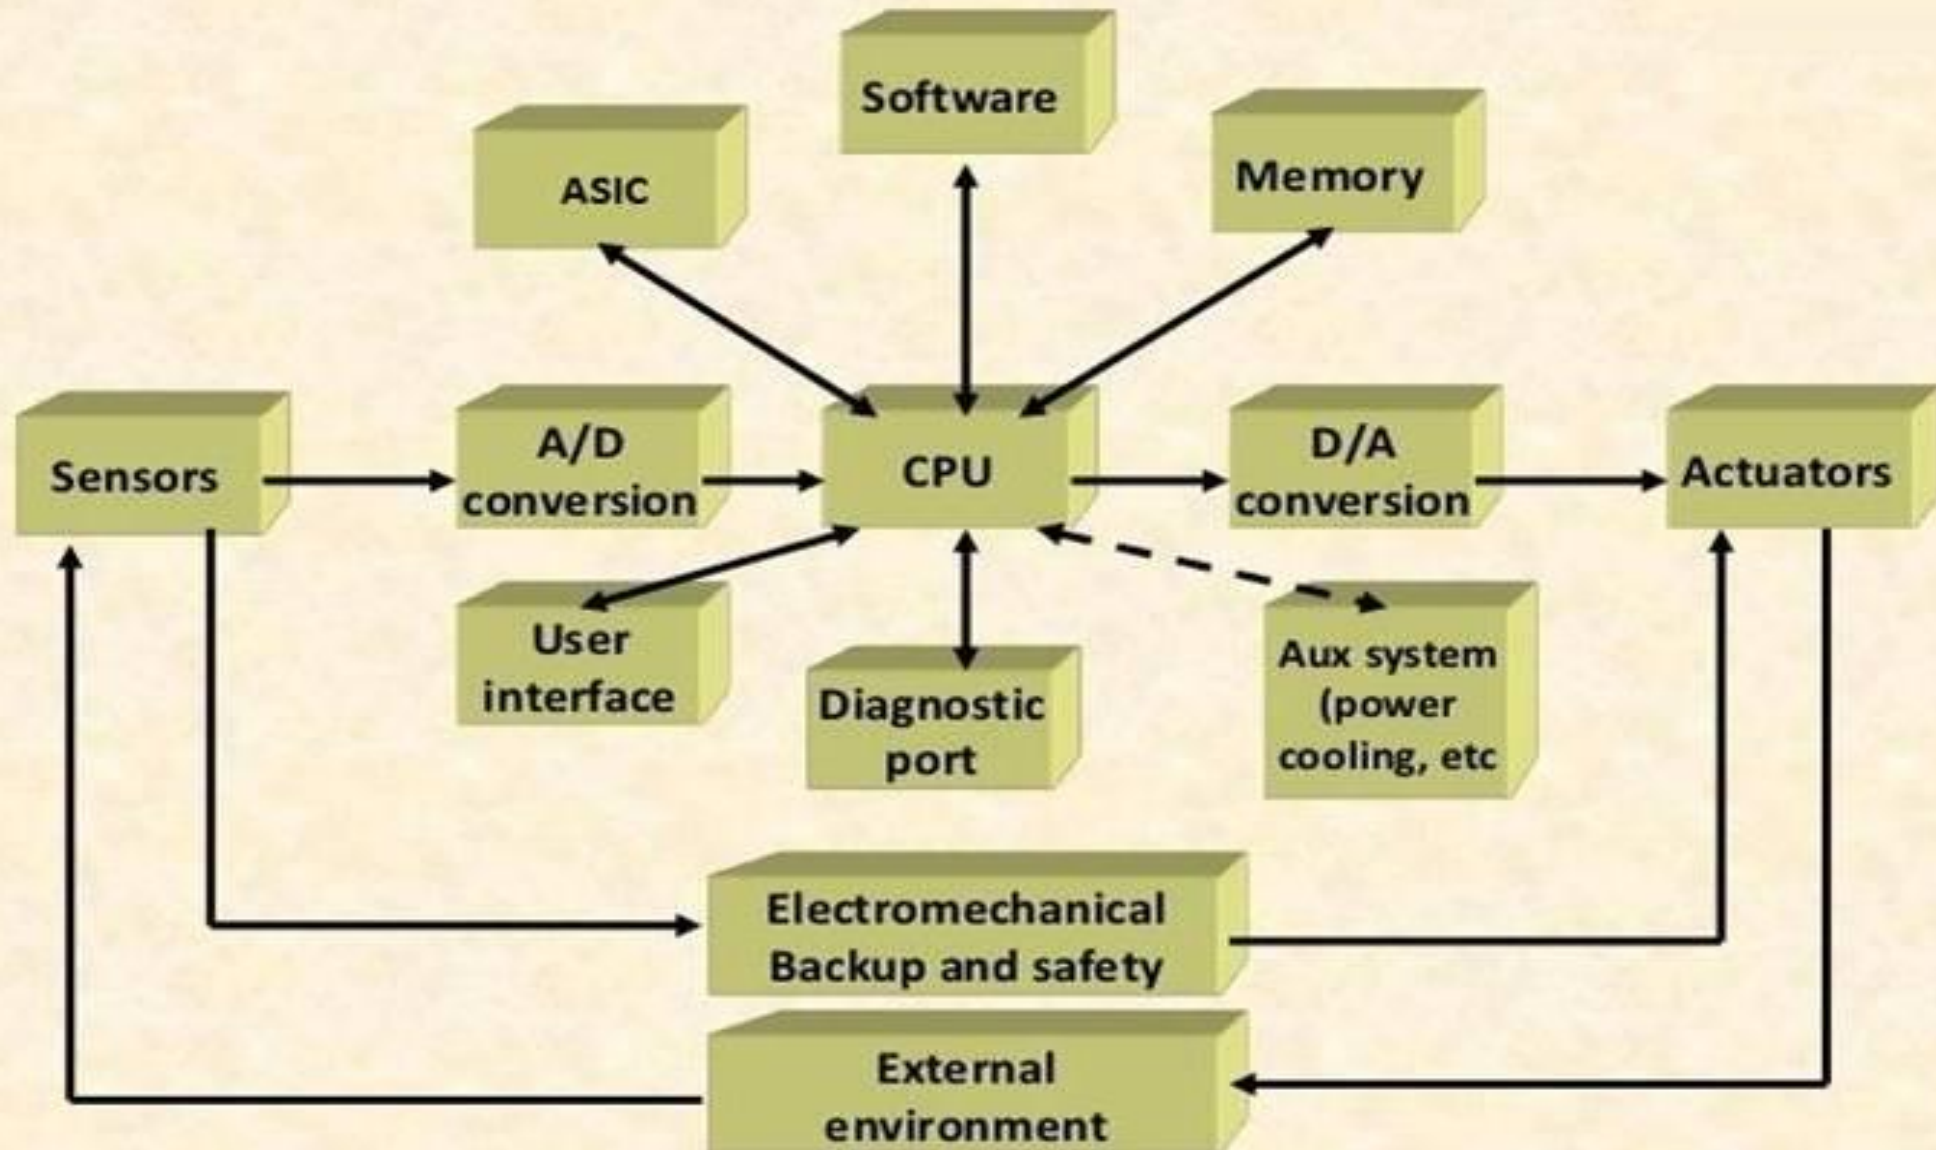 Software
ASIC
Memory
Sensors
A/D
conversion
CPU
D/A
conversion
Actuators
User
interface
Diagnostic
port
Aux system
(power
cooling, etc
Electromechanical
Backup and safety
External
environment